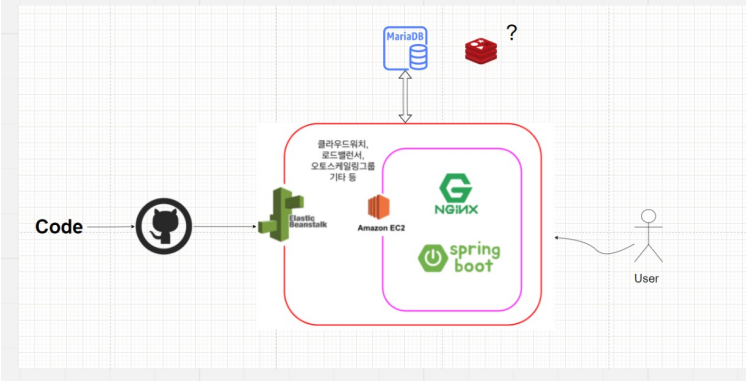 MariaDB
?
클라우드워치,
로드밸런서,
오토스케일링그룹
기타 등
Elastic
Beanstalk
Amazon EC2
NGINX
spring
boot
Code
User